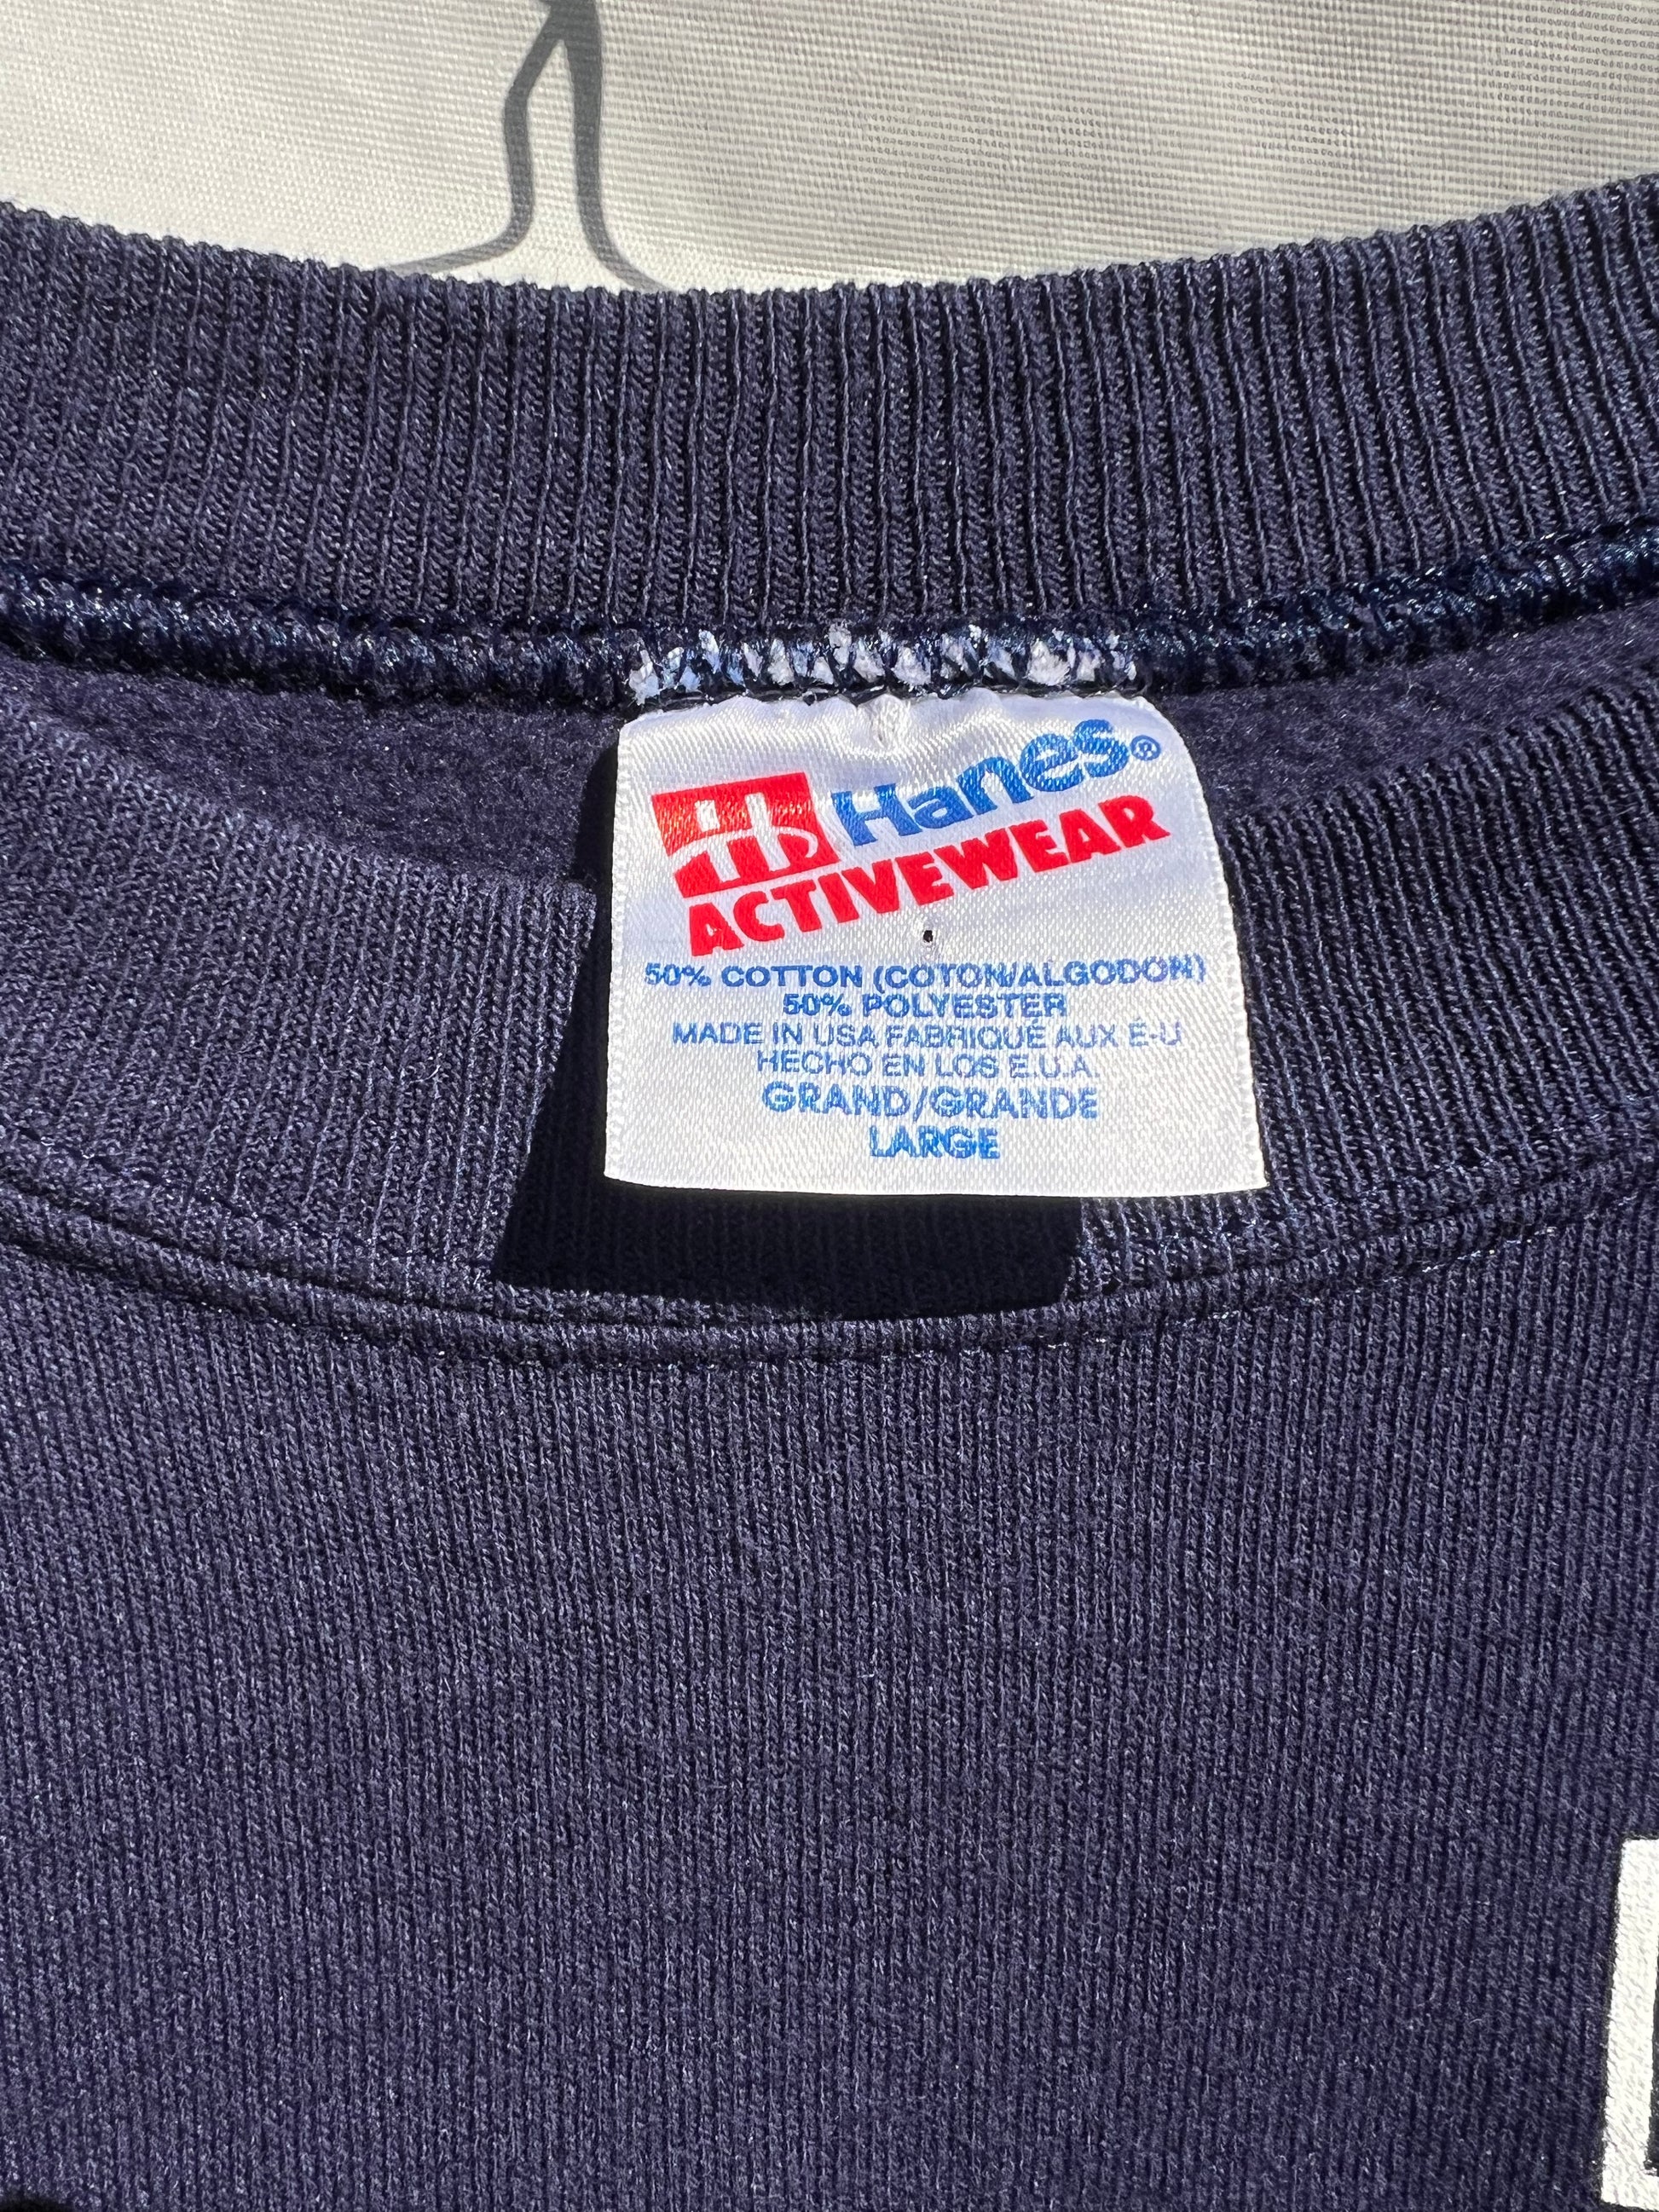 Hanes®
ACTIVEWEAR
50% COTTON (COTON/ALGODON)
50% POLYESTER
MADE IN USA FABRIQUÉ AUX É-U
HECHO EN LOS E.U.A.
GRAND/GRANDE
LARGE